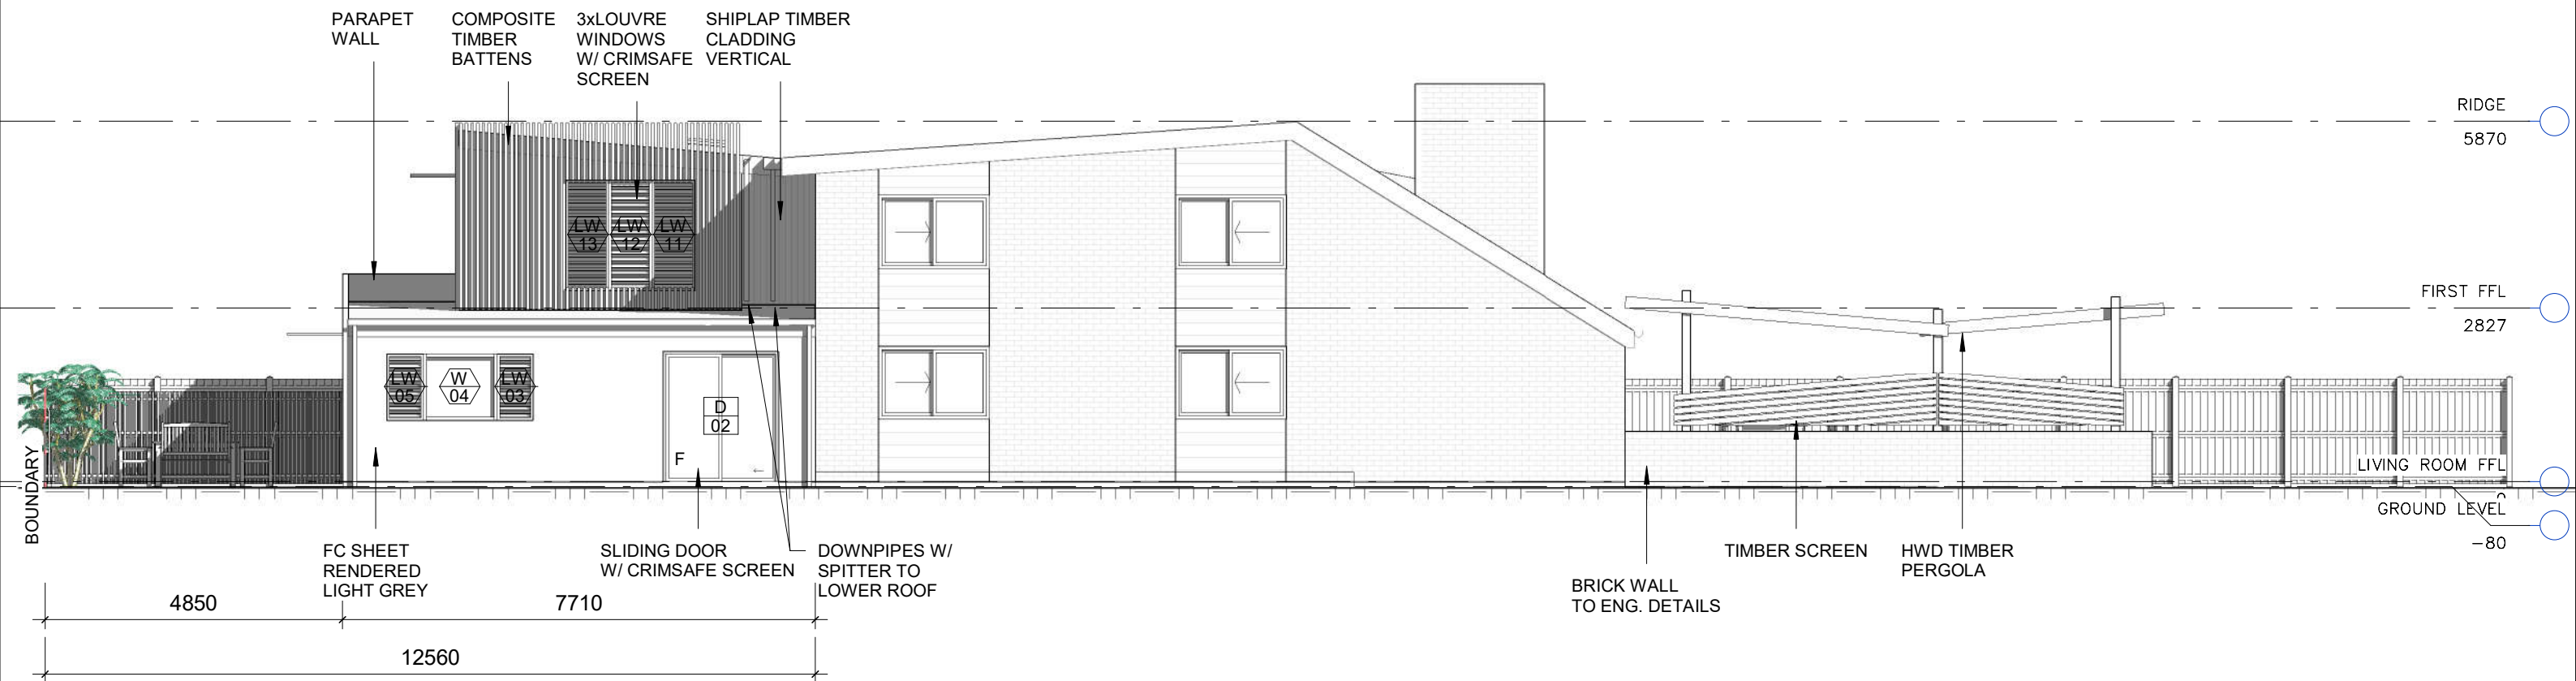 PARAPET
WALL
COMPOSITE
TIMBER
BATTENS
3xLOUVRE
WINDOWS
W/ CRIMSAFE
SCREEN
SHIPLAP TIMBER
CLADDING
VERTICAL
RIDGE
5870
LW
13
LW
12
LW
11
FIRST FFL
2827
LW
05
W
04
LW
03
D
02
F
LIVING ROOM FFL
0
GROUND LEVEL
-80
BOUNDARY
FC SHEET
RENDERED
LIGHT GREY
SLIDING DOOR
W/ CRIMSAFE SCREEN
DOWNPIPES W/
SPITTER TO
LOWER ROOF
BRICK WALL
TO ENG. DETAILS
TIMBER SCREEN
HWD TIMBER
PERGOLA
4850
7710
12560